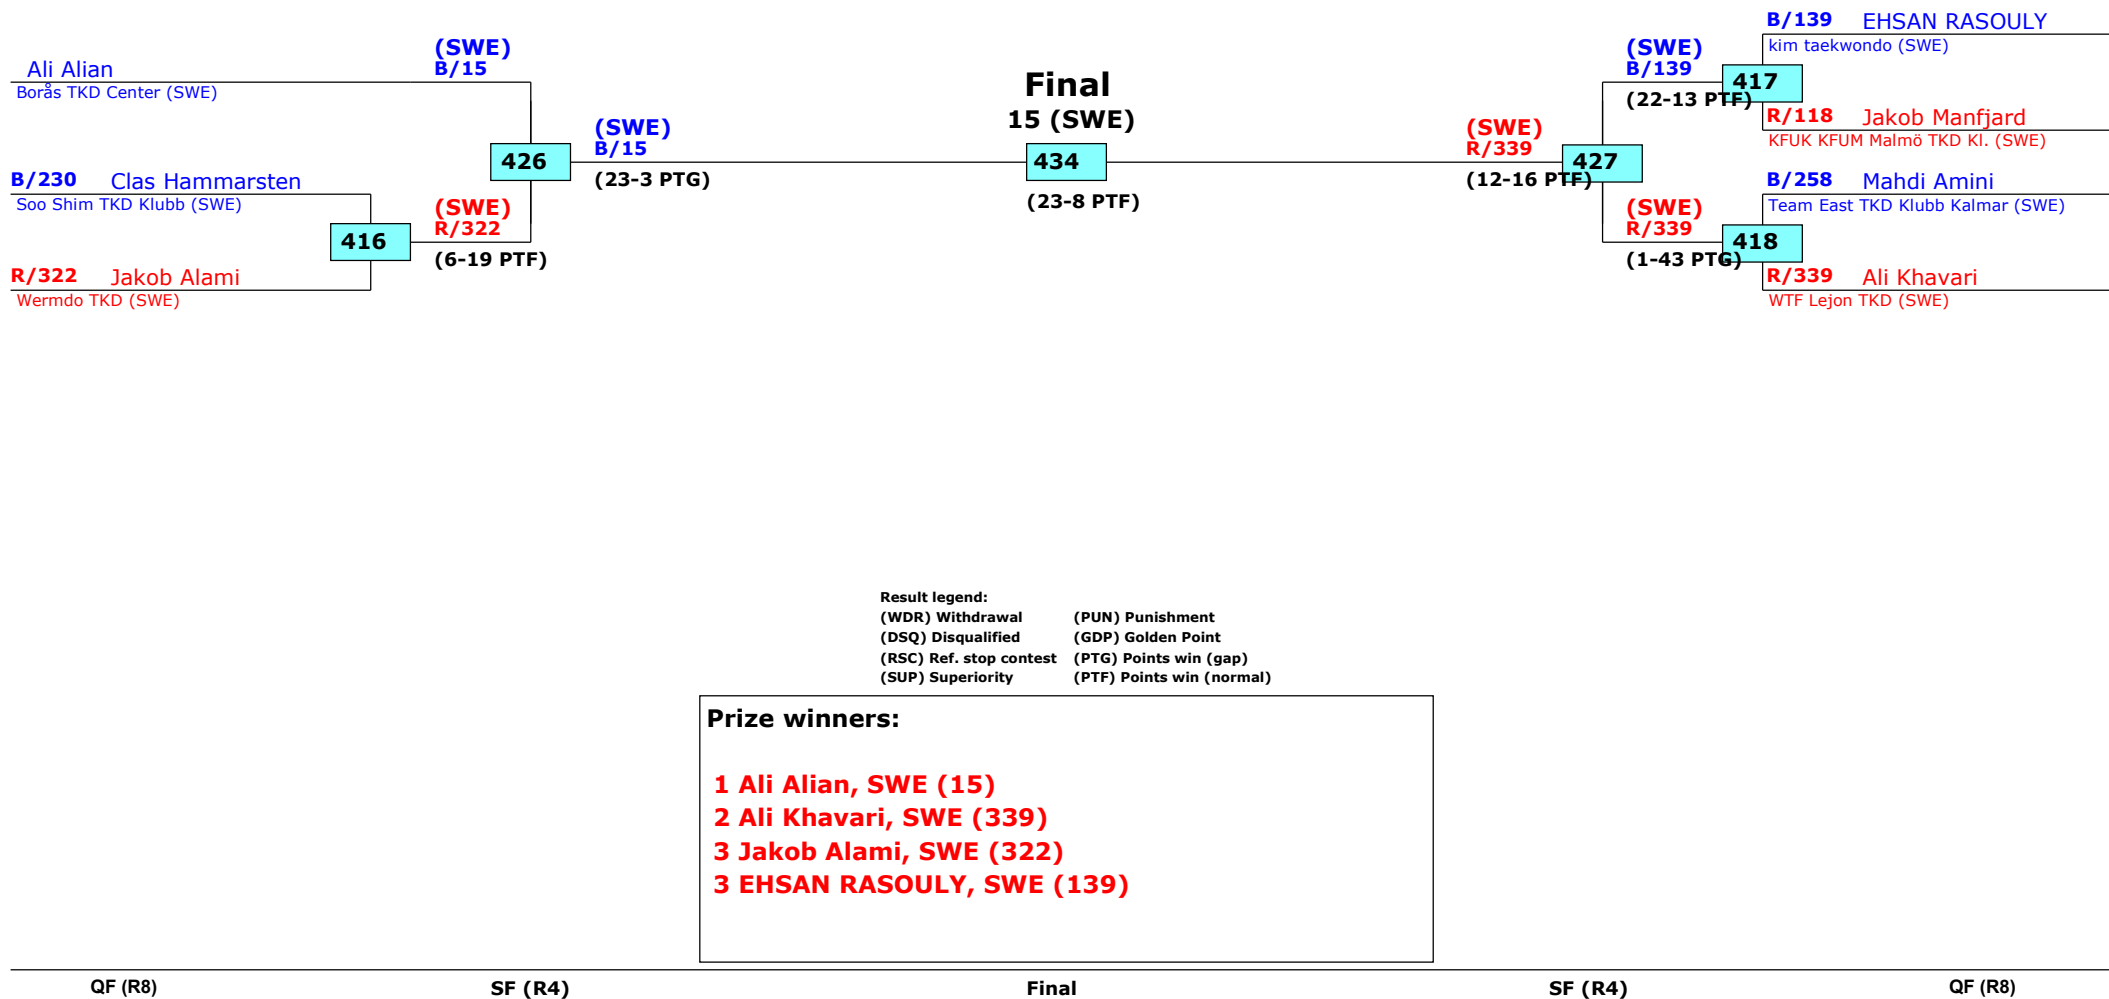 Ali Alian
Borås TKD Center (SWE)
B/230 Clas Hammarsten
Soo Shim TKD Klubb (SWE)
R/322 Jakob Alami
Wermdo TKD (SWE)
416
(SWE)
B/15
(SWE)
R/322
(6-19 PTF)
426
(SWE)
B/15
(23-3 PTG)
Final
15 (SWE)
434
(23-8 PTF)
(SWE)
R/339
(12-16 PTF)
427
(SWE)
B/139
(22-13 PTF)
(SWE)
R/339
(1-43 PTG)
417
418
B/139 EHSAN RASOULY
kim taekwondo (SWE)
R/118 Jakob Manfjard
KFUK KFUM Malmö TKD Kl. (SWE)
B/258 Mahdi Amini
Team East TKD Klubb Kalmar (SWE)
R/339 Ali Khavari
WTF Lejon TKD (SWE)
Result legend:
(WDR) Withdrawal (PUN) Punishment
(DSQ) Disqualified (GDP) Golden Point
(RSC) Ref. stop contest (PTG) Points win (gap)
(SUP) Superiority (PTF) Points win (normal)
Prize winners:
1 Ali Alian, SWE (15)
2 Ali Khavari, SWE (339)
3 Jakob Alami, SWE (322)
3 EHSAN RASOULY, SWE (139)
QF (R8) SF (R4) Final SF (R4) QF (R8)